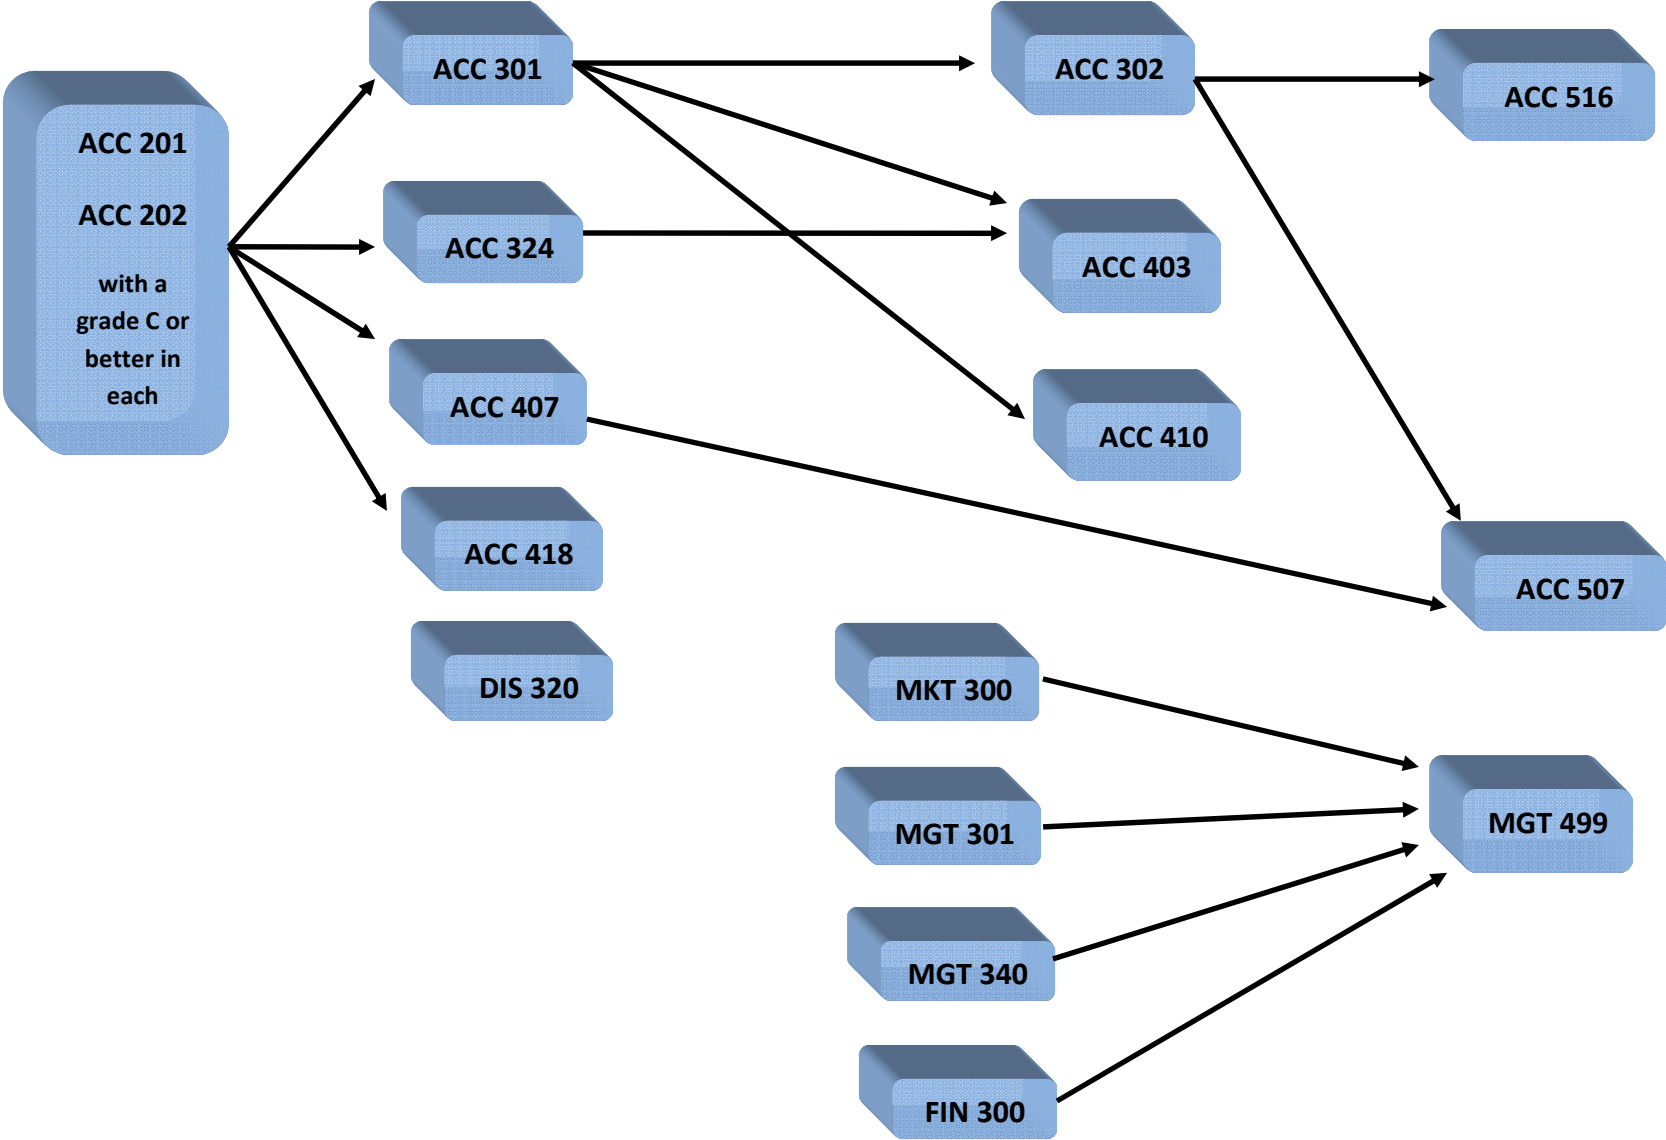 ACC 201
ACC 202
with a
grade C or
better in
each
ACC 301
ACC 302
ACC 516
ACC 324
ACC 403
ACC 407
ACC 410
ACC 418
ACC 507
DIS 320
MKT 300
MGT 301
MGT 499
MGT 340
FIN 300